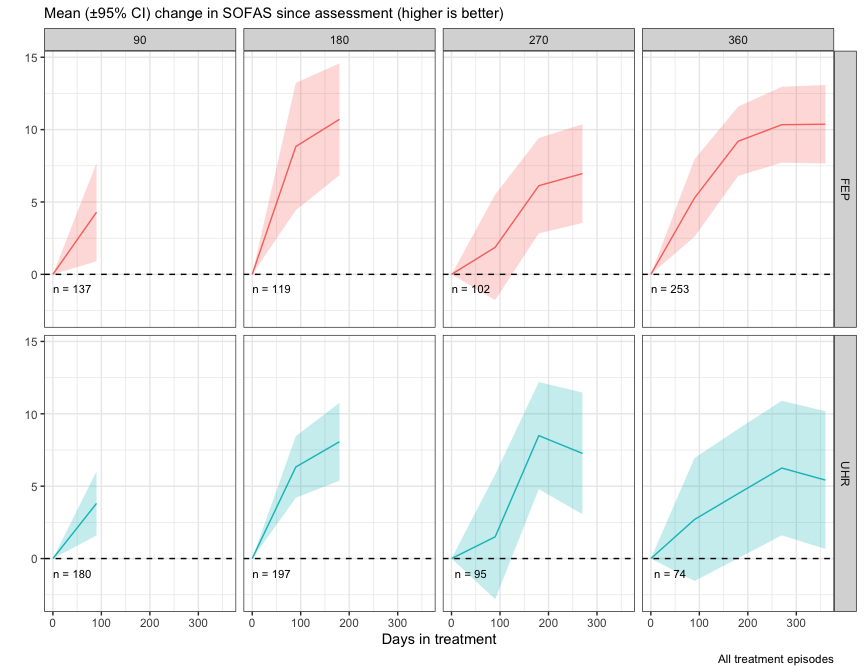 Mean (±95% CI) change in SOFAS since assessment (higher is better)
90 180 270 360
15
10
5
0
n = 137 n = 119 n = 102 n = 253
FEP
15
10
5
0
n = 180 n = 197 n = 95 n = 74
UHR
0 100 200 300 0 100 200 300 0 100 200 300 0 100 200 300
Days in treatment
All treatment episodes